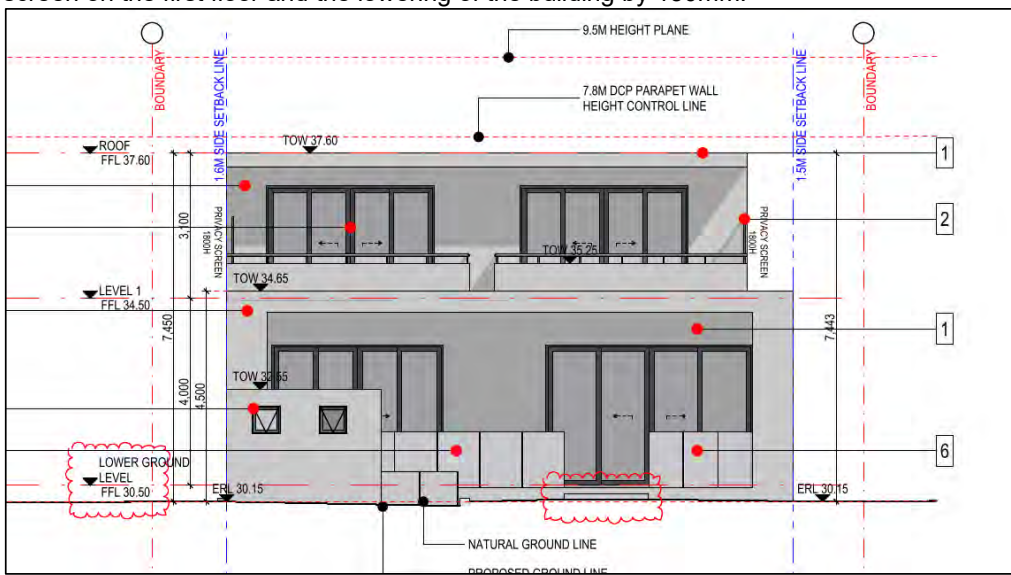 screen on the first floor and the lowering of the building by 
9.5M HEIGHT PLANE
BOUNDARY
1.6M SIDE SETBACK LINE
7.8M DCP PARAPET WALL
HEIGHT CONTROL LINE
1.5M SIDE SETBACK LINE
BOUNDARY
ROOF
FFL 37.60
TOW 37.60
1
3,100
PRIVACY SCREEN
1800H
PRIVACY SCREEN
1800H
2
TOW 35.25
TOW 34.65
LEVEL 1
FFL 34.50
7,450
7,443
1
4,000
4,500
TOW 32.65
LOWER GROUND
LEVEL
FFL 30.50
6
ERL 30.15
ERL 30.15
NATURAL GROUND LINE
PROPOSED GROUND LINE